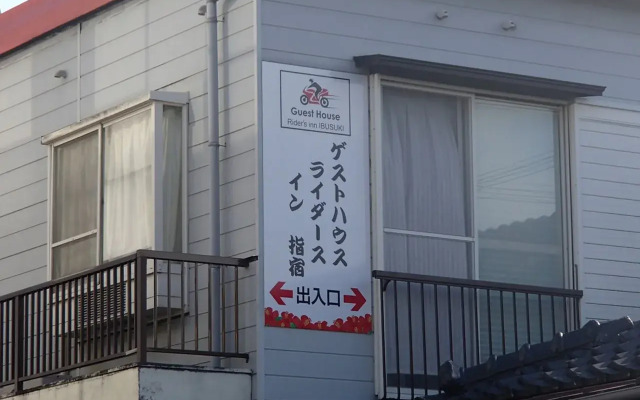 Guest House
Rider's inn IBUSUKI
ゲストハウス
ライダース
イン 指宿
出入口